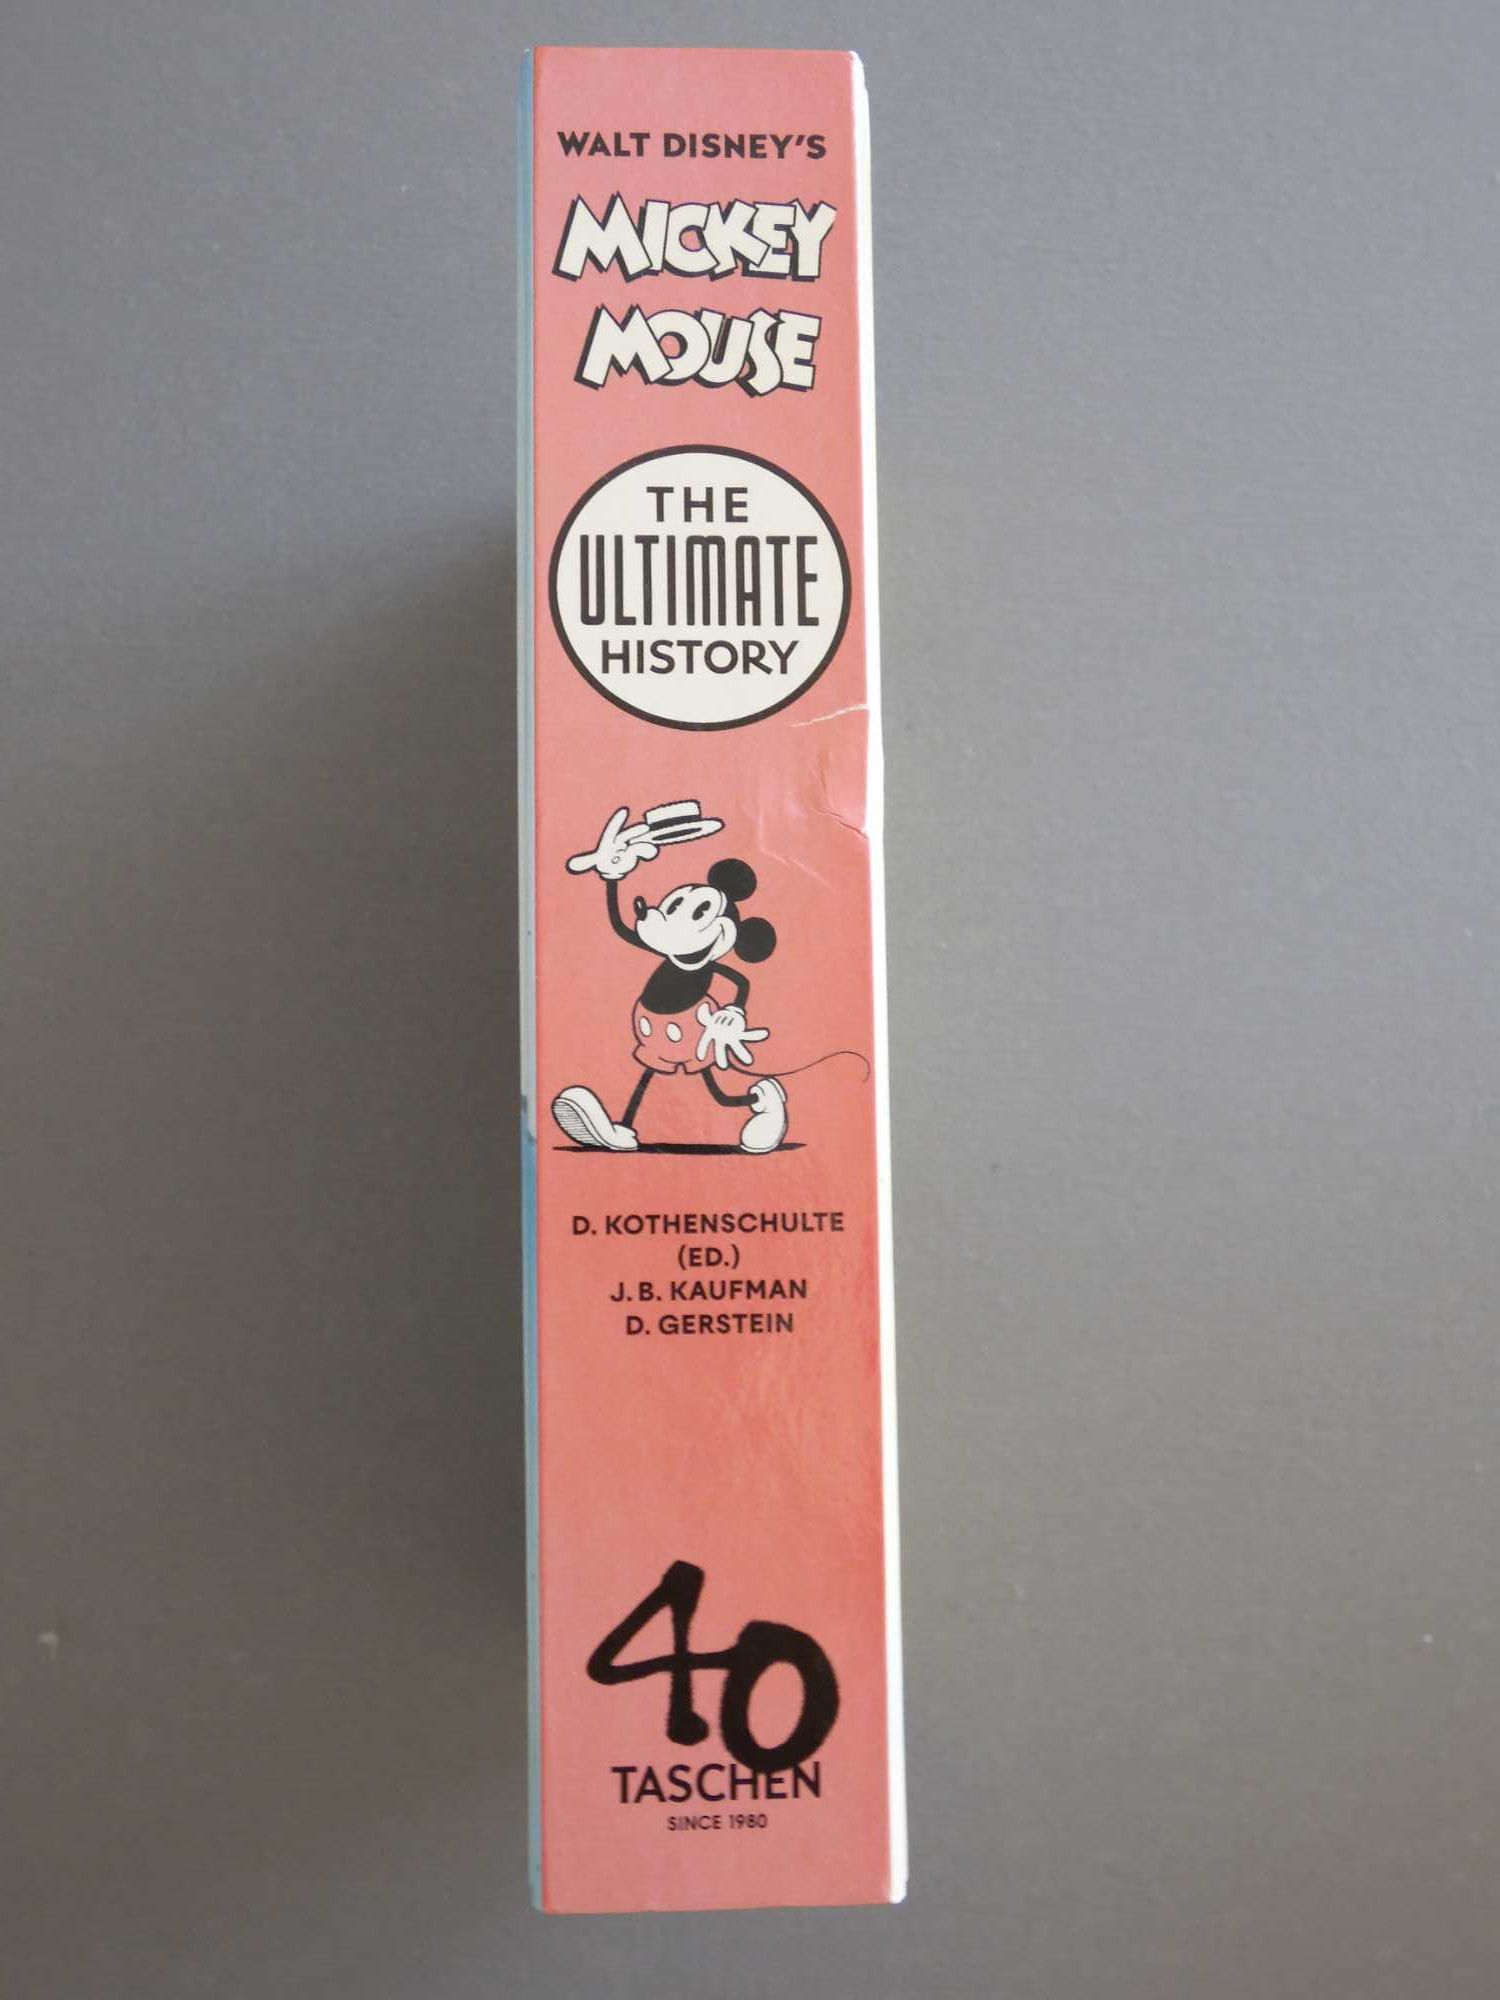 WALT DISNEY'S
MICKEY
MOUSE
THE
ULTIMATE
HISTORY
D. KOTHENSCHULTE
(ED.)
J. B. KAUFMAN
D. GERSTEIN
40
TASCHEN
SINCE 1980